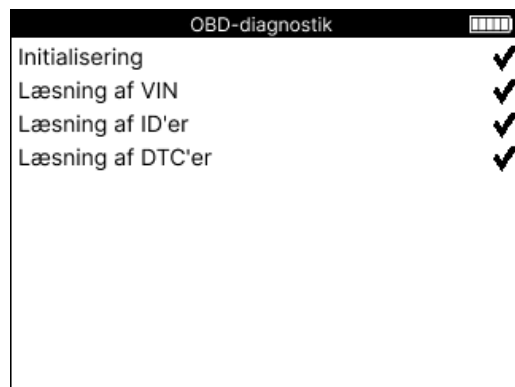 OBD-diagnostik
Initialisering
Læsning af VIN
Læsning af ID'er
Læsning af DTC'er